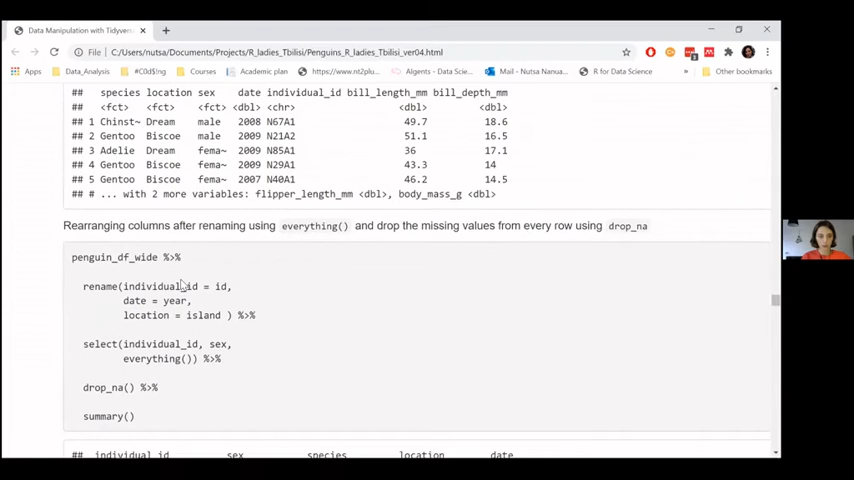 Data Manipulation with Tidyver
File C:/Users/nutsa/Documents/Projects/R_ladies_Tbilisi/Penguins_R_ladies_Tbilisi_ver04.html
Apps Data_Analysis #C0d!ng Courses Academic plan https://www.nt2plu... Algents - Data Scie... Mail - Nutsa Nanua... R for Data Science » Other bookmarks
## species location sex date individual_id bill_length_mm bill_depth_mm
## <fct> <fct> <fct> <dbl> <chr> <dbl> <dbl>
## 1 Chinst~ Dream male 2008 N67A1 49.7 18.6
## 2 Gentoo Biscoe male 2009 N21A2 51.1 16.5
## 3 Adelie Dream fema~ 2009 N85A1 36 17.1
## 4 Gentoo Biscoe fema~ 2009 N29A1 43.3 14
## 5 Gentoo Biscoe fema~ 2007 N40A1 46.2 14.5
## # ... with 2 more variables: flipper_length_mm <dbl>, body_mass_g <dbl>
Rearranging columns after renaming using everything() and drop the missing values from every row using drop_na
penguin_df_wide %>%
rename(individual_id = id,
date = year,
location = island ) %>%
select(individual_id, sex,
everything()) %>%
drop_na() %>%
summary()
## individual_id sex species location date